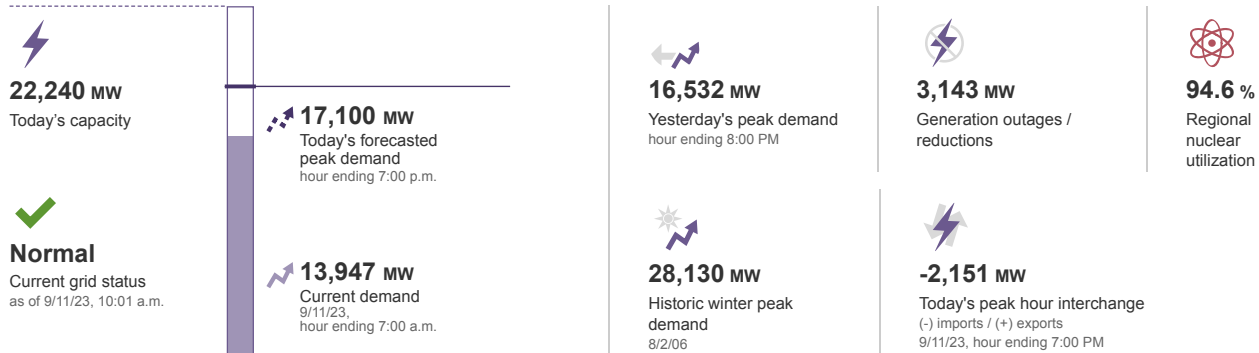 22,240 MW
Today's capacity
Normal
Current grid status
as of 9/11/23, 10:01 a.m.
17,100 MW
Today's forecasted
peak demand
hour ending 7:00 p.m.
13,947 MW
Current demand
9/11/23,
hour ending 7:00 a.m.
16,532 MW
Yesterday's peak demand
hour ending 8:00 PM
3,143 MW
Generation outages /
reductions
94.6 %
Regional
nuclear
utilization
28,130 MW
Historic winter peak
demand
8/2/06
-2,151 MW
Today's peak hour interchange
(-) imports / (+) exports
9/11/23, hour ending 7:00 PM